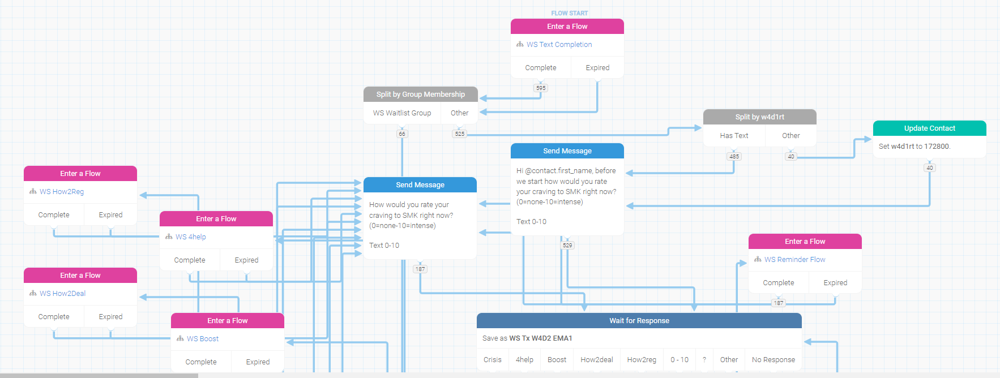 FLOW START
Enter a Flow
WS Text Completion
Complete
Expired
595
Split by Group Membership
WS Waitlist Group
Other
66
525
Split by w4d1rt
Has Text
Other
485
40
Update Contact
Set w4d1rt to 172800.
40
Send Message
Hi @contact.first_name, before
we start how would you rate
your craving to SMK right now?
(0=none-10=intense)
Text 0-10
529
Enter a Flow
WS How2Reg
Complete
Expired
Send Message
How would you rate your
craving to SMK right now?
(0=none-10=intense)
Text 0-10
187
Enter a Flow
WS 4help
Complete
Expired
Enter a Flow
WS Reminder Flow
Complete
Expired
187
Enter a Flow
WS How2Deal
Complete
Expired
Enter a Flow
WS Boost
Complete
Expired
Wait for Response
Save as WS Tx W4D2 EMA1
Crisis
4help
Boost
How2deal
How2reg
0 - 10
?
Other
No Response